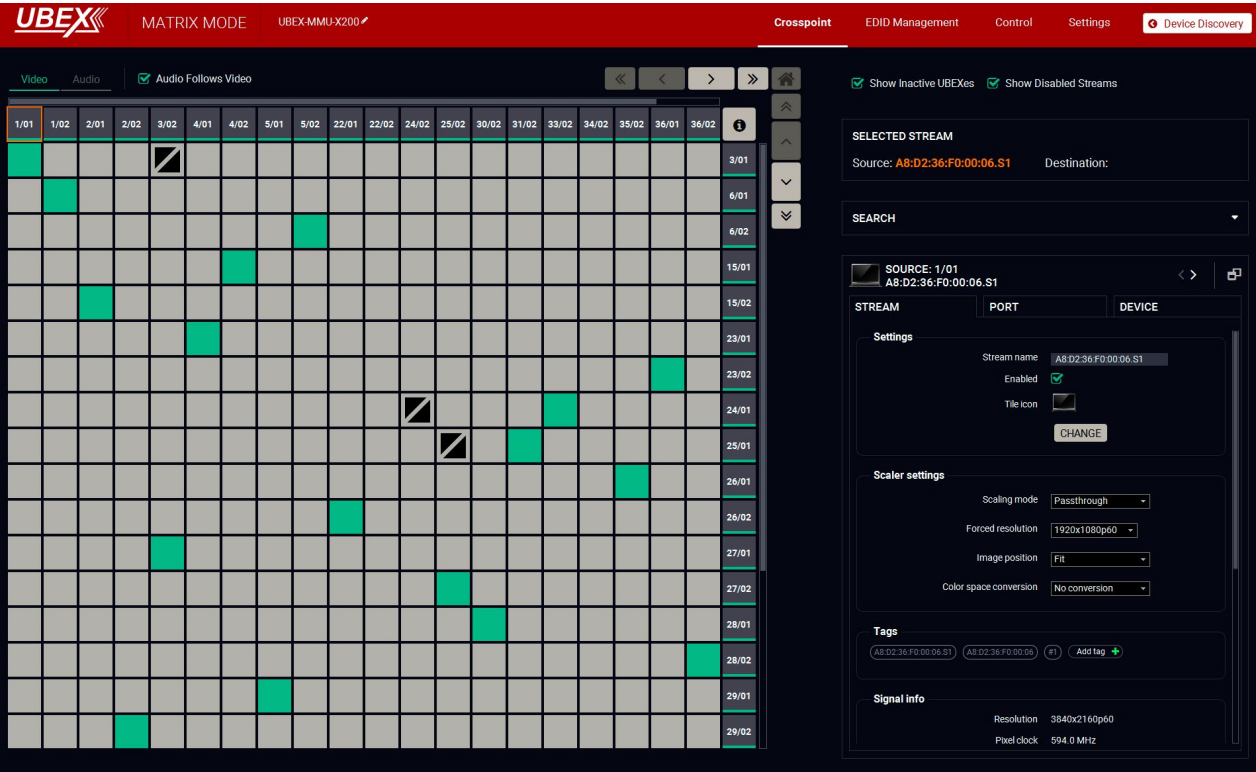 UBEX MATRIX MODE UBEX-MMU-X200 Crosspoint EDID Management Control Settings Device Discovery
Video Audio Audio Follows Video
1/01 1/02 2/01 2/02 3/02 4/01 4/02 5/01 5/02 22/01 22/02 24/02 25/02 30/02 31/02 33/02 34/02 35/02 36/01 36/02
3/01
6/01
6/02
15/01
15/02
23/01
23/02
24/01
25/01
26/01
26/02
27/01
27/02
28/01
28/02
29/01
29/02
Show Inactive UBEXes Show Disabled Streams
SELECTED STREAM
Source: A8:D2:36:F0:00:06.S1 Destination:
SEARCH
SOURCE: 1/01
A8:D2:36:F0:00:06.S1
STREAM PORT DEVICE
Settings
Stream name A8:D2:36:F0:00:06.S1
Enabled
Tile icon
CHANGE
Scaler settings
Scaling mode Passthrough
Forced resolution 1920x1080p60
Image position Fit
Color space conversion No conversion
Tags
A8:D2:36:F0:00:06.S1 A8:D2:36:F0:00:06 #1 Add tag
Signal info
Resolution 3840x2160p60
Pixel clock 594.0 MHz